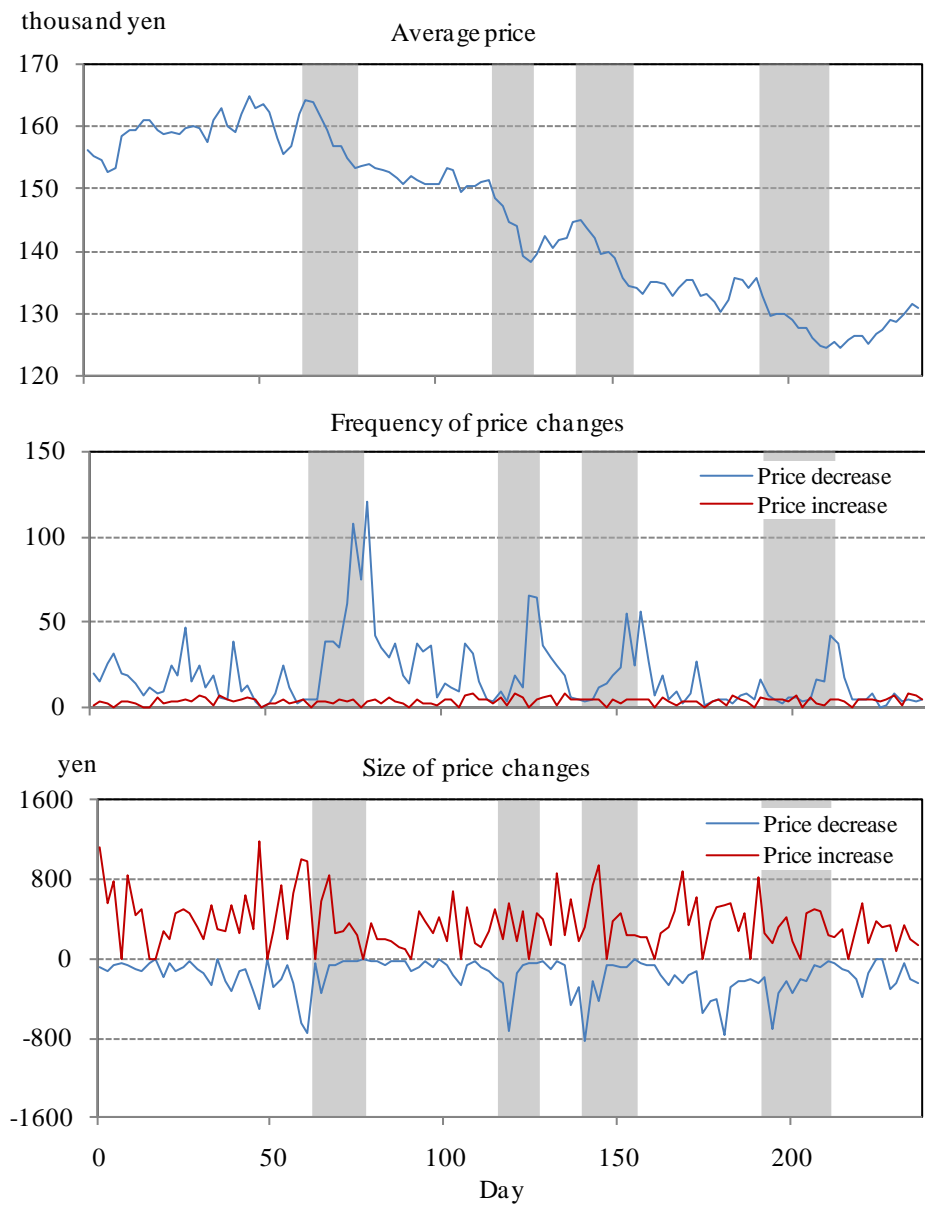 thousand yen
Average price
170
160
150
140
130
120
Frequency of price changes
150
100
50
0
Price decrease
Price increase
yen
Size of price changes
1600
800
0
-800
-1600
Price decrease
Price increase
0 50 100 150 200
Day